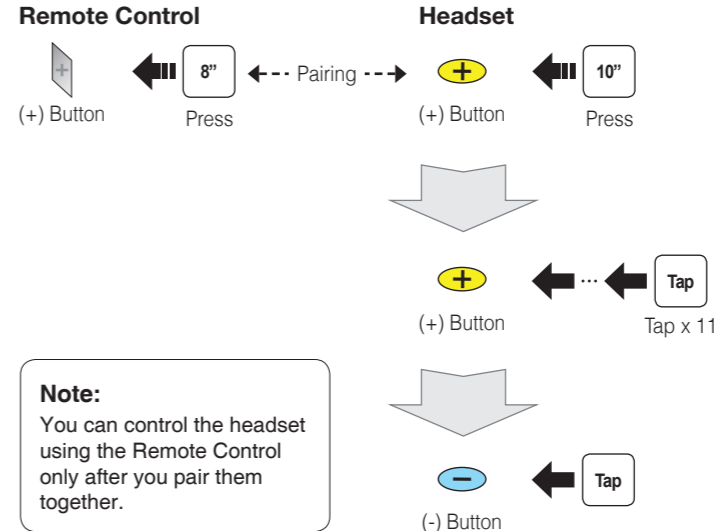 Remote Control
Headset
+
8”
Pairing
+
10”
(+) Button
Press
(+) Button
Press
+
...
Tap
(+) Button
Tap x 11
Note:
You can control the headset
using the Remote Control
only after you pair them
together.
−
Tap
(-) Button